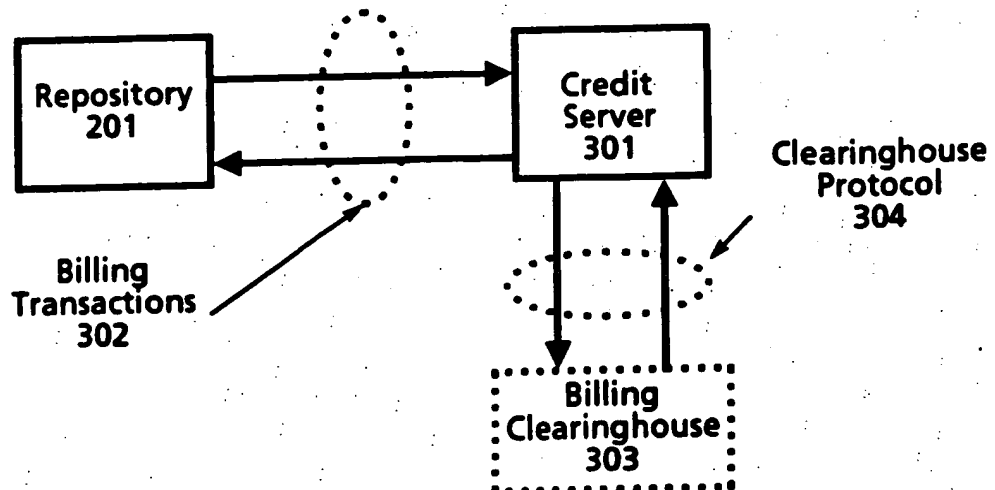 Repository
201
Credit
Server
301
Clearinghouse
Protocol
304
Billing
Transactions
302
Billing
Clearinghouse
303